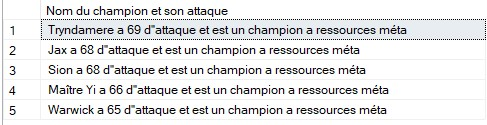 Nom du champion et son attaque
1 Tryndamere a 69 d"attaque et est un champion a ressources méta
2 Jax a 68 d"attaque et est un champion a ressources méta
3 Sion a 68 d"attaque et est un champion a ressources méta
4 Maître Yi a 66 d"attaque et est un champion a ressources méta
5 Warwick a 65 d"attaque et est un champion a ressources méta